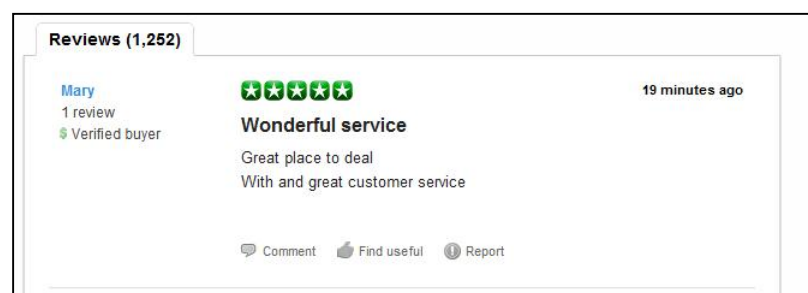 Reviews (1,252)
Mary
1 review
$ Verified buyer
19 minutes ago
Wonderful service
Great place to deal
With and great customer service
Comment Find useful Report